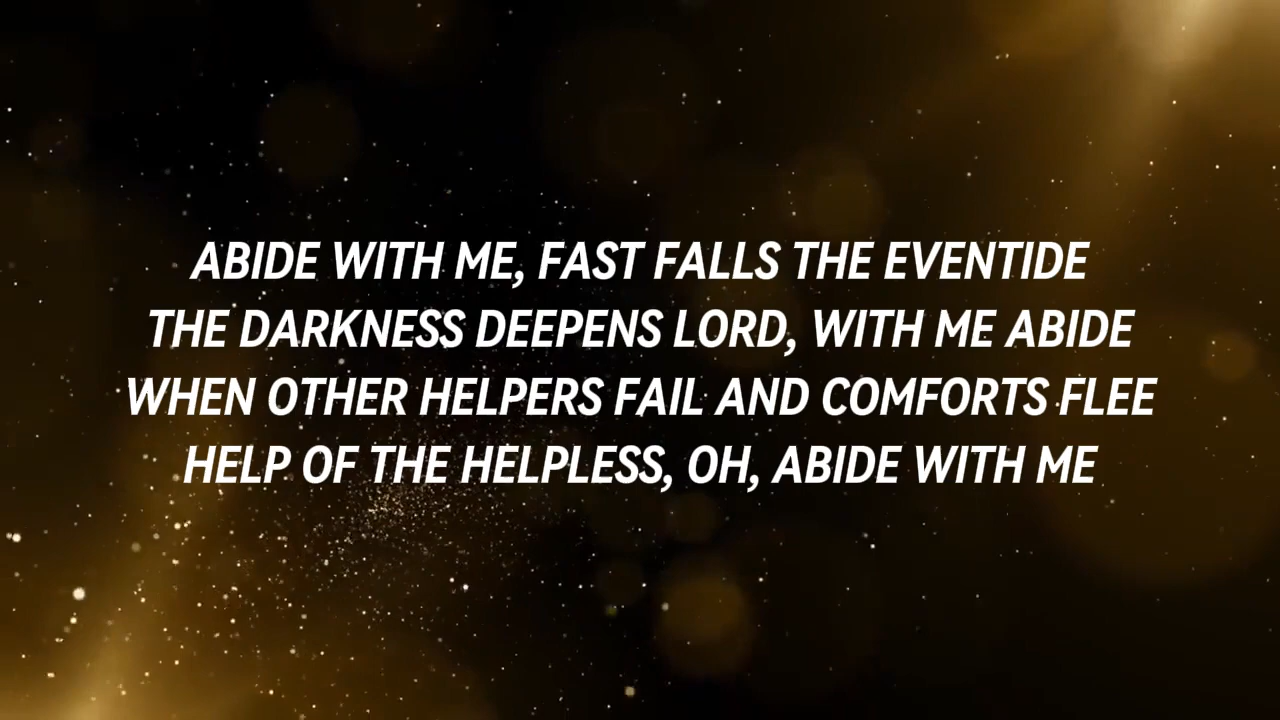 ABIDE WITH ME, FAST FALLS THE EVENTIDE
THE DARKNESS DEEPENS LORD, WITH ME ABIDE
WHEN OTHER HELPERS FAIL AND COMFORTS FLEE
HELP OF THE HELPLESS, OH, ABIDE WITH ME